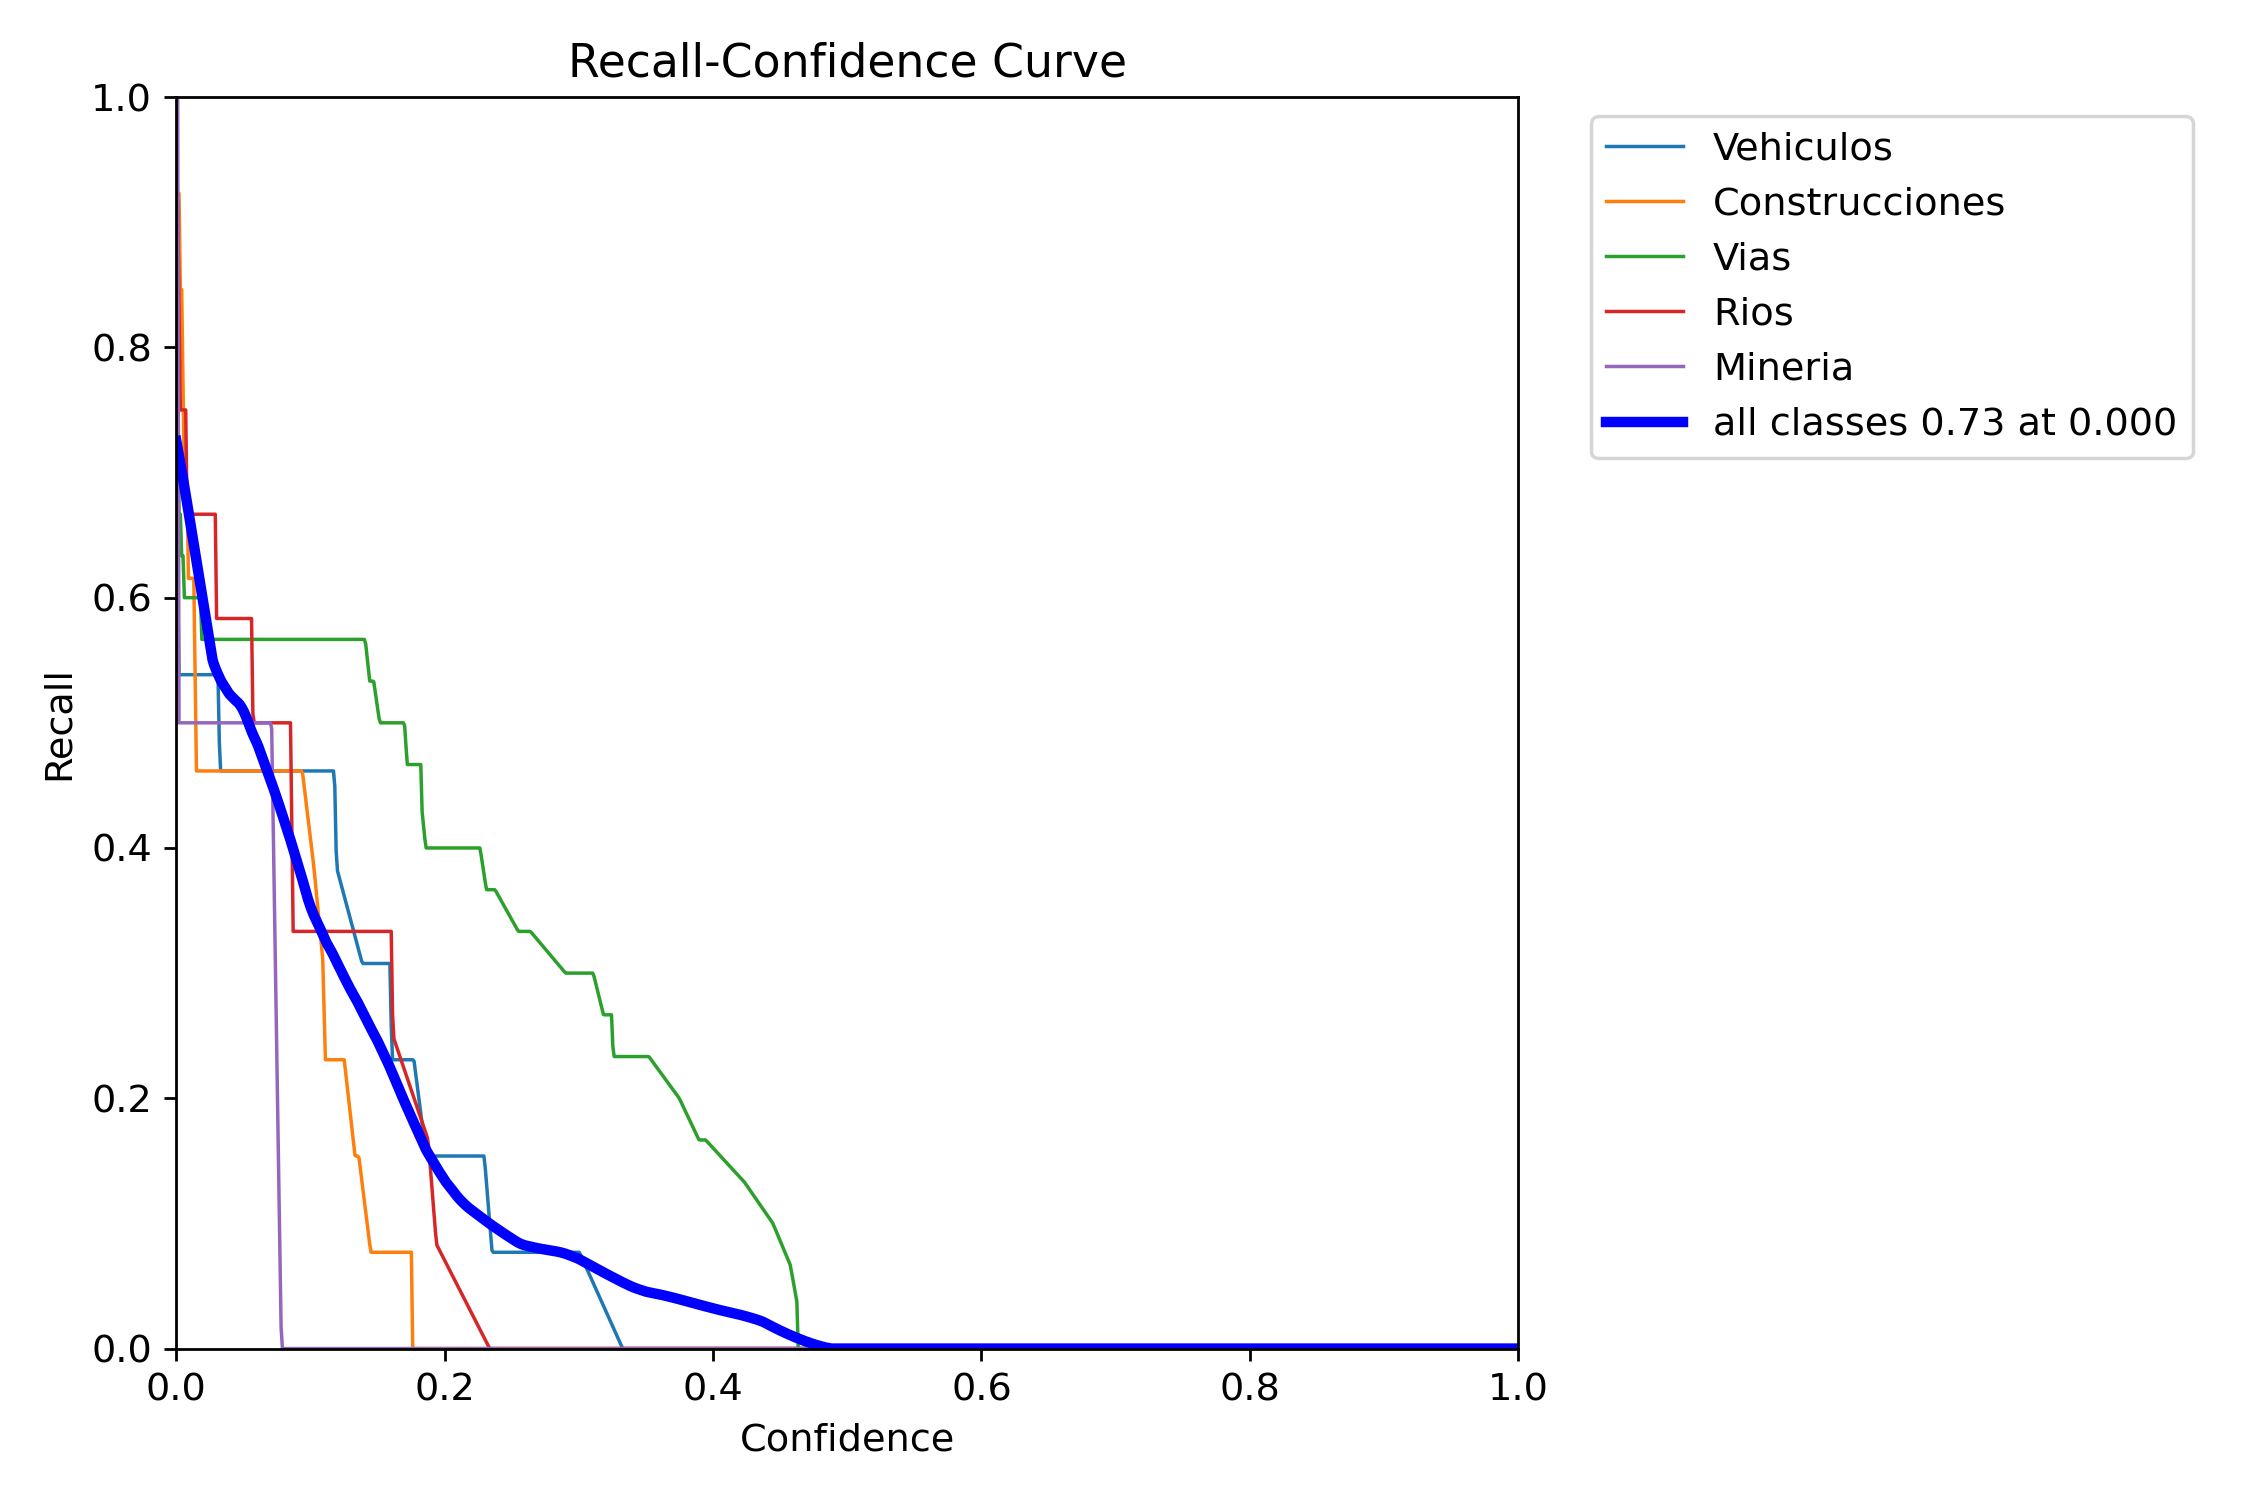 Recall-Confidence Curve
1.0
0.8
0.6
0.4
0.2
0.0
Recall
0.0 0.2 0.4 0.6 0.8 1.0
Confidence
Vehiculos
Construcciones
Vias
Rios
Mineria
all classes 0.73 at 0.000